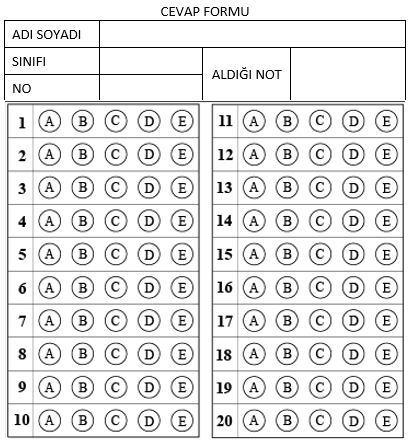 CEVAP FORMU
ADI SOYADI
SINIFI
ALDIĞI NOT
NO
1 A B C D E
2 A B C D E
3 A B C D E
4 A B C D E
5 A B C D E
6 A B C D E
7 A B C D E
8 A B C D E
9 A B C D E
10 A B C D E
11 A B C D E
12 A B C D E
13 A B C D E
14 A B C D E
15 A B C D E
16 A B C D E
17 A B C D E
18 A B C D E
19 A B C D E
20 A B C D E